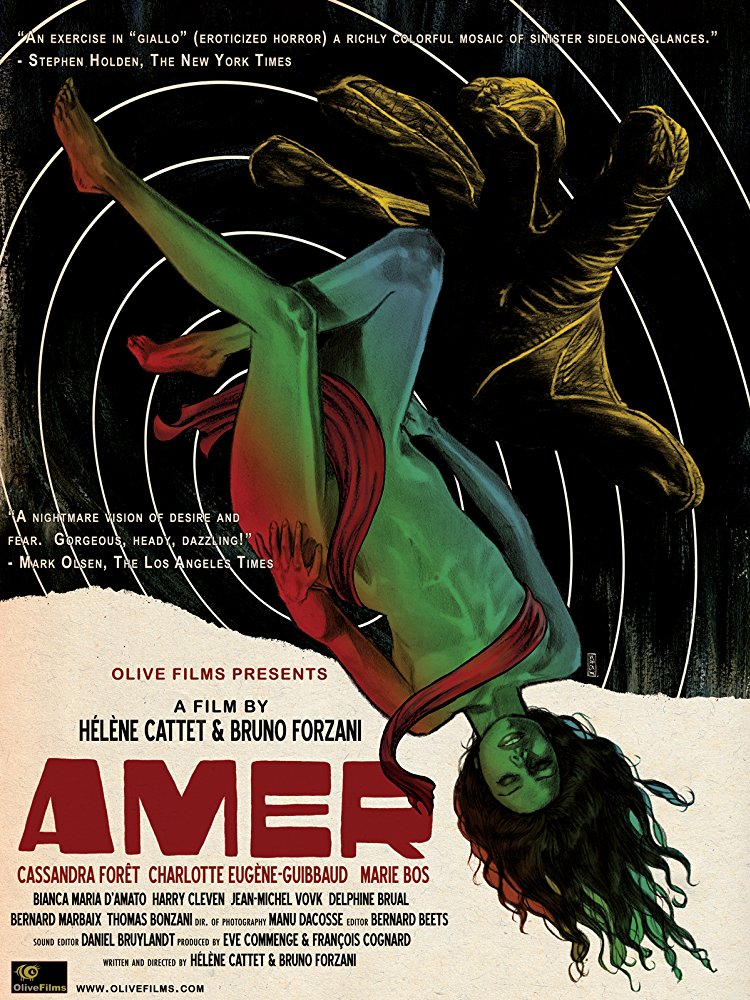 “An exercise in “giallo” (eroticized horror) a richly colorful mosaic of sinister sidelong glances.”
- Stephen Holden, The New York Times
“A nightmare vision of desire and
fear. Gorgeous, heady, dazzling!”
- Mark Olsen, The Los Angeles Times
OLIVE FILMS PRESENTS
A FILM BY
HÉLÈNE CATTET & BRUNO FORZANI
AMER
CASSANDRA FORÊT CHARLOTTE EUGÈNE-GUIBBAUD MARIE BOS
BIANCA MARIA D'AMATO HARRY CLEVEN JEAN-MICHEL VOVK DELPHINE BRUAL
BERNARD MARBAIX THOMAS BONZANI DIR. OF PHOTOGRAPHY MANU DACOSSE EDITOR BERNARD BEETS
SOUND EDITOR DANIEL BRUYLANDT PRODUCED BY EVE COMMENGE & FRANÇOIS COGNARD
WRITTEN AND DIRECTED BY HÉLÈNE CATTET & BRUNO FORZANI
OliveFilms WWW.OLIVEFILMS.COM